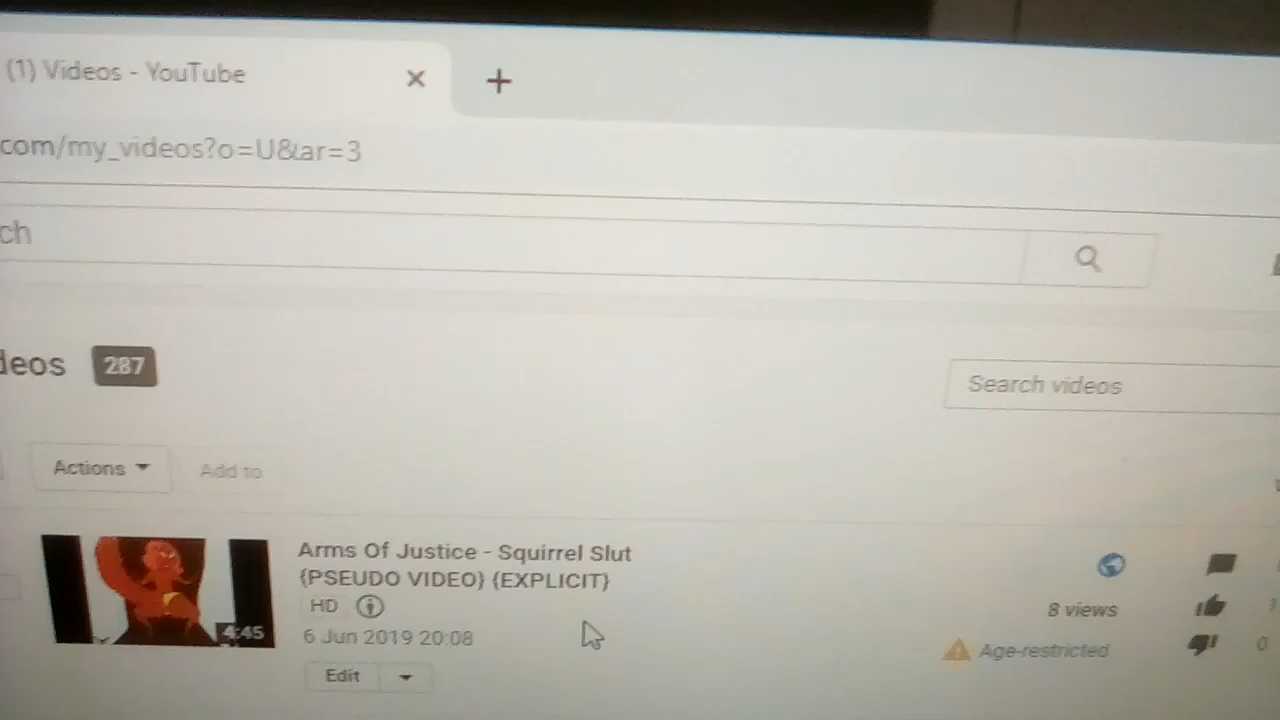 (1) Videos - YouTube
com/my_videos?o=U&ar=3
ch
deos 287
Search videos
Actions Add to
Arms Of Justice - Squirrel Slut
{PSEUDO VIDEO} {EXPLICIT}
HD
4:45
6 Jun 2019 20:08
8 views
1
Age-restricted
0
Edit